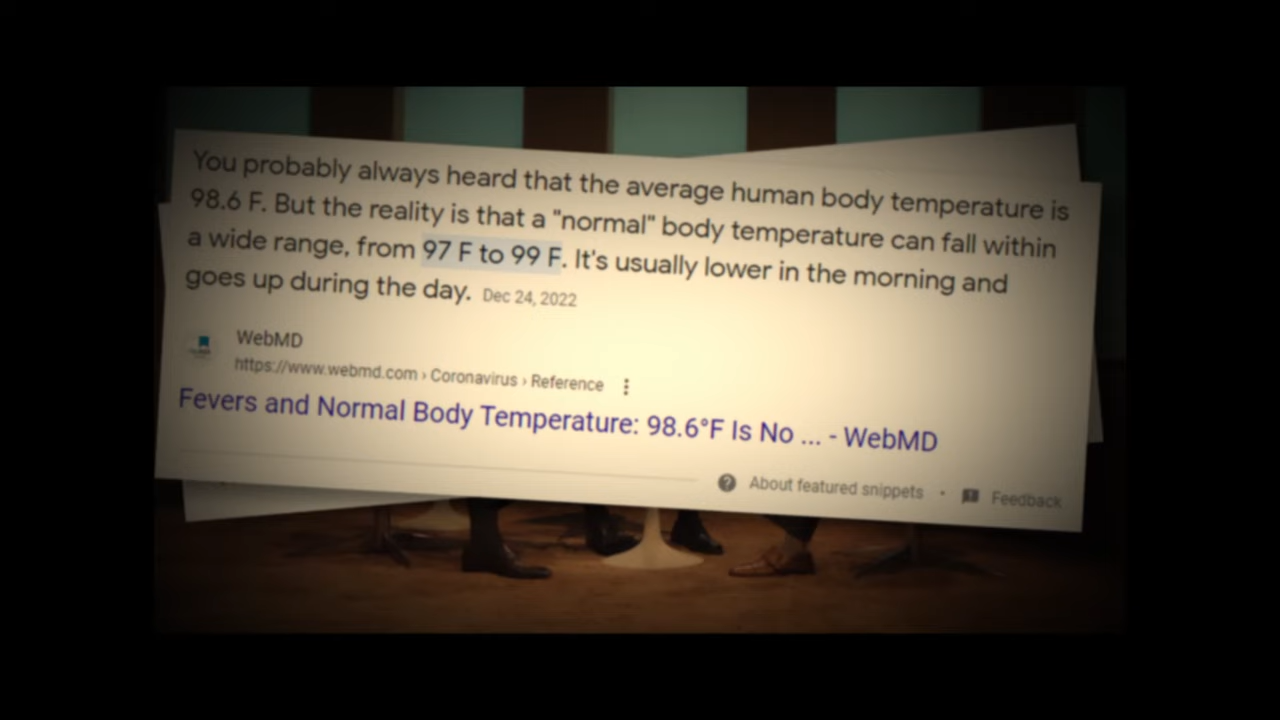 You probably always heard that the average human body temperature is
98.6 F. But the reality is that a "normal" body temperature can fall within
a wide range, from 97 F to 99 F. It's usually lower in the morning and
goes up during the day. Dec 24, 2022
WebMD
https://www.webmd.com › Coronavirus › Reference
Fevers and Normal Body Temperature: 98.6°F Is No ... - WebMD
About featured snippets • Feedback